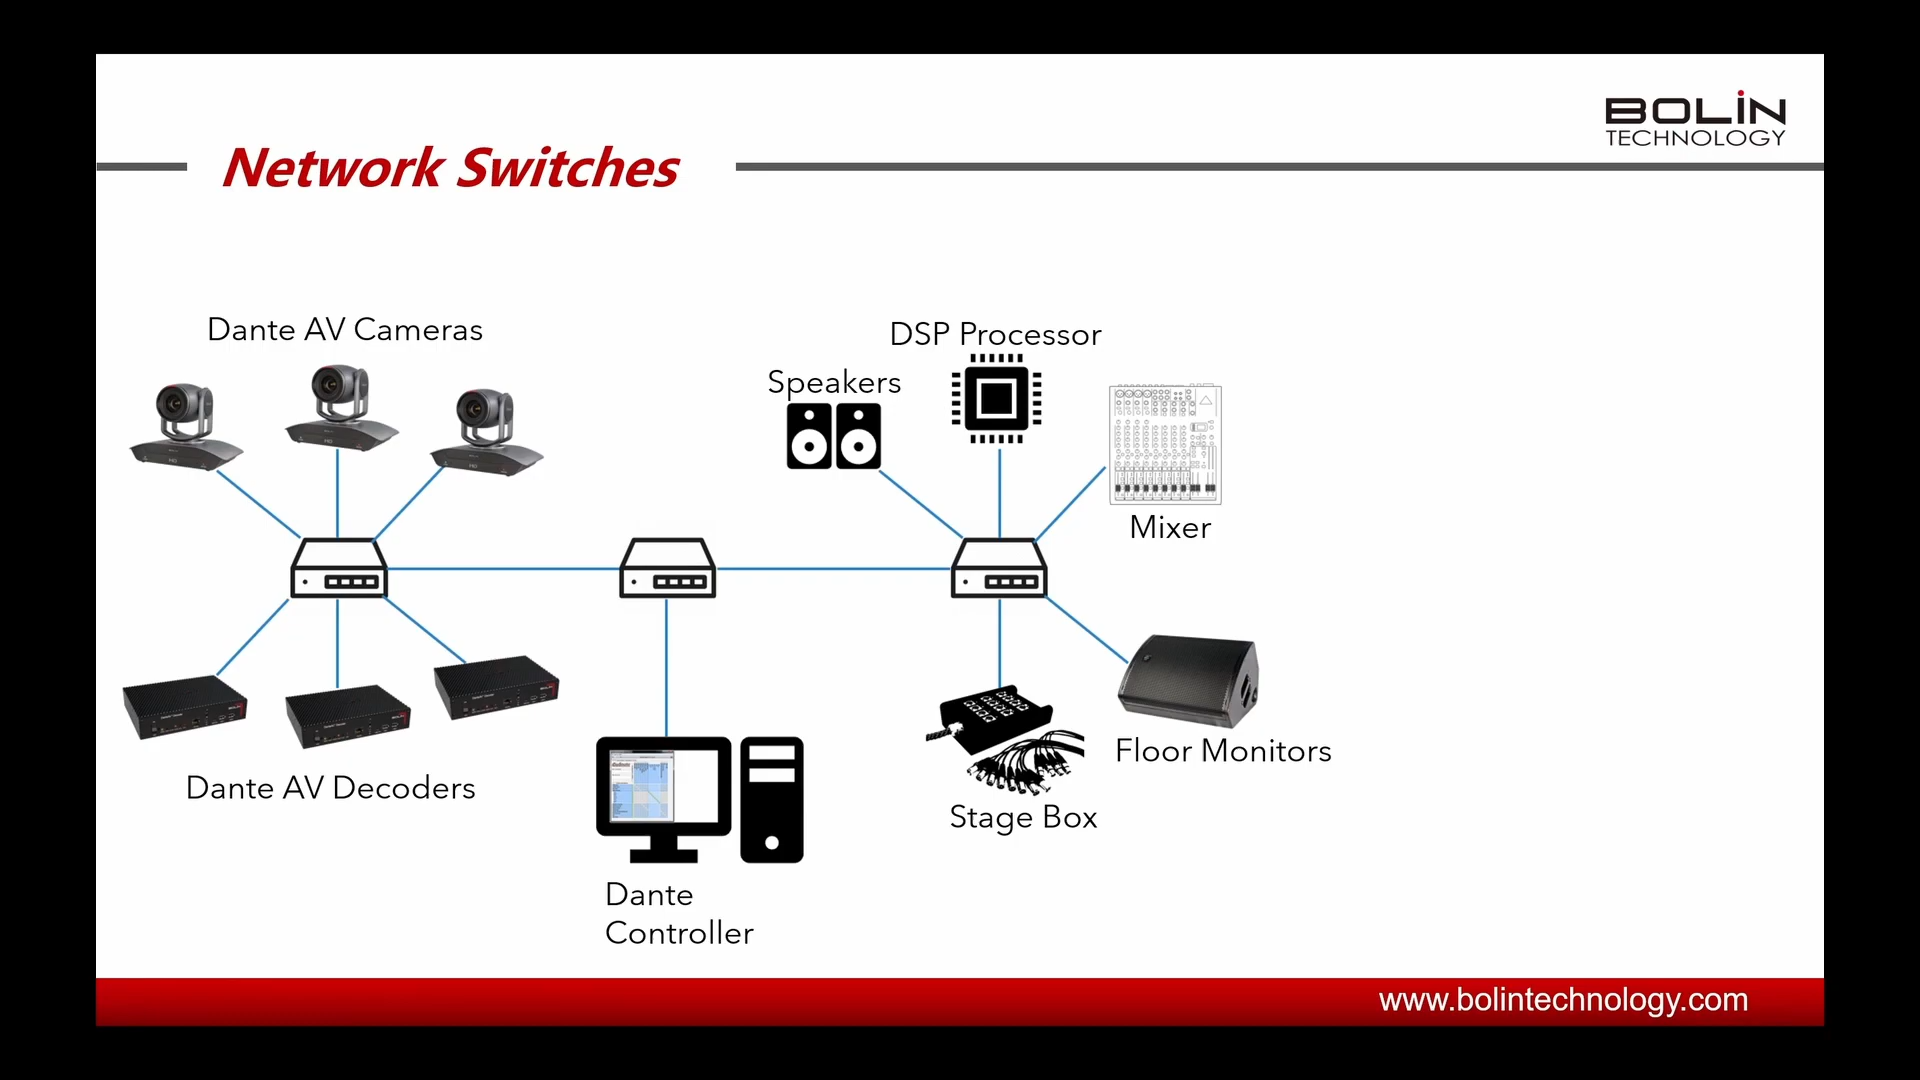 BOLIN
TECHNOLOGY
Network Switches
Dante AV Cameras
DSP Processor
Speakers
Mixer
Floor Monitors
Dante AV Decoders
Stage Box
Dante
Controller
www.bolintechnology.com